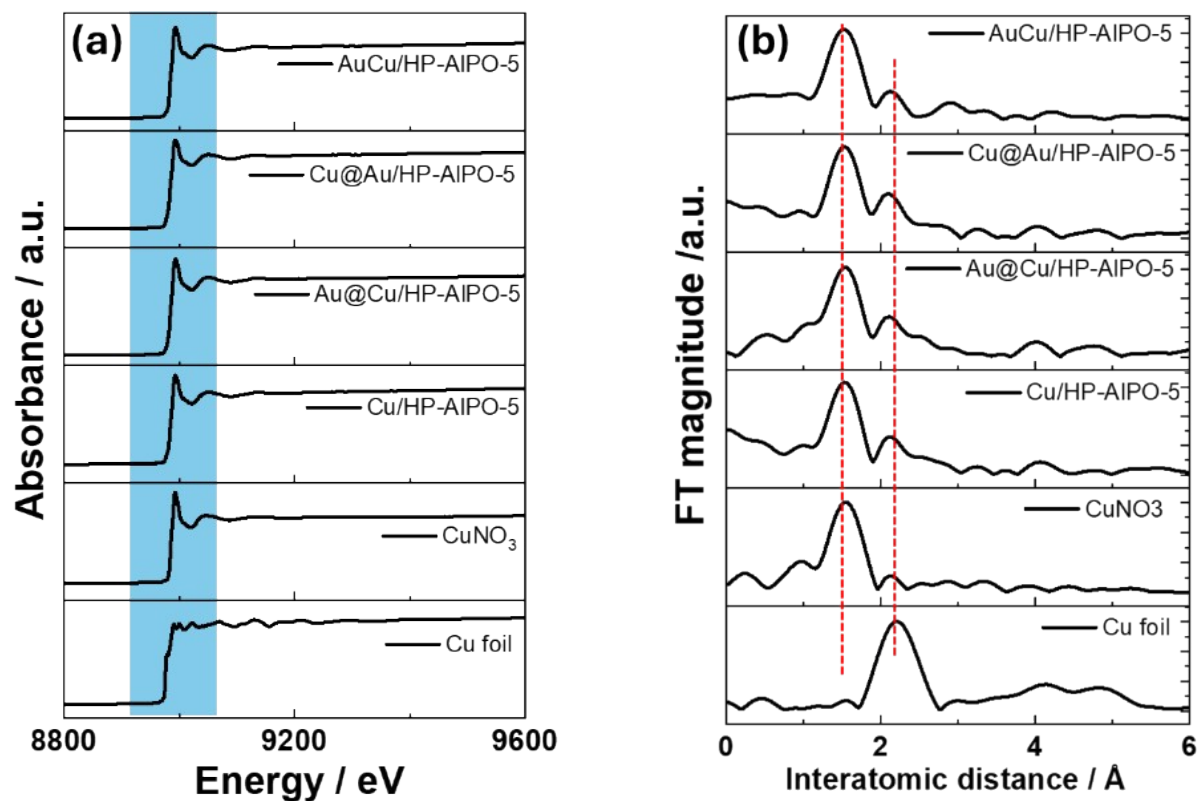 (a)
AuCu/HP-AlPO-5
Cu@Au/HP-AlPO-5
Au@Cu/HP-AlPO-5
Cu/HP-AlPO-5
CuNO₃
Cu foil
Absorbance / a.u.
8800 9200 9600
Energy / eV
(b)
AuCu/HP-AlPO-5
Cu@Au/HP-AlPO-5
Au@Cu/HP-AlPO-5
Cu/HP-AlPO-5
CuNO3
Cu foil
FT magnitude /a.u.
0 2 4 6
Interatomic distance / Å